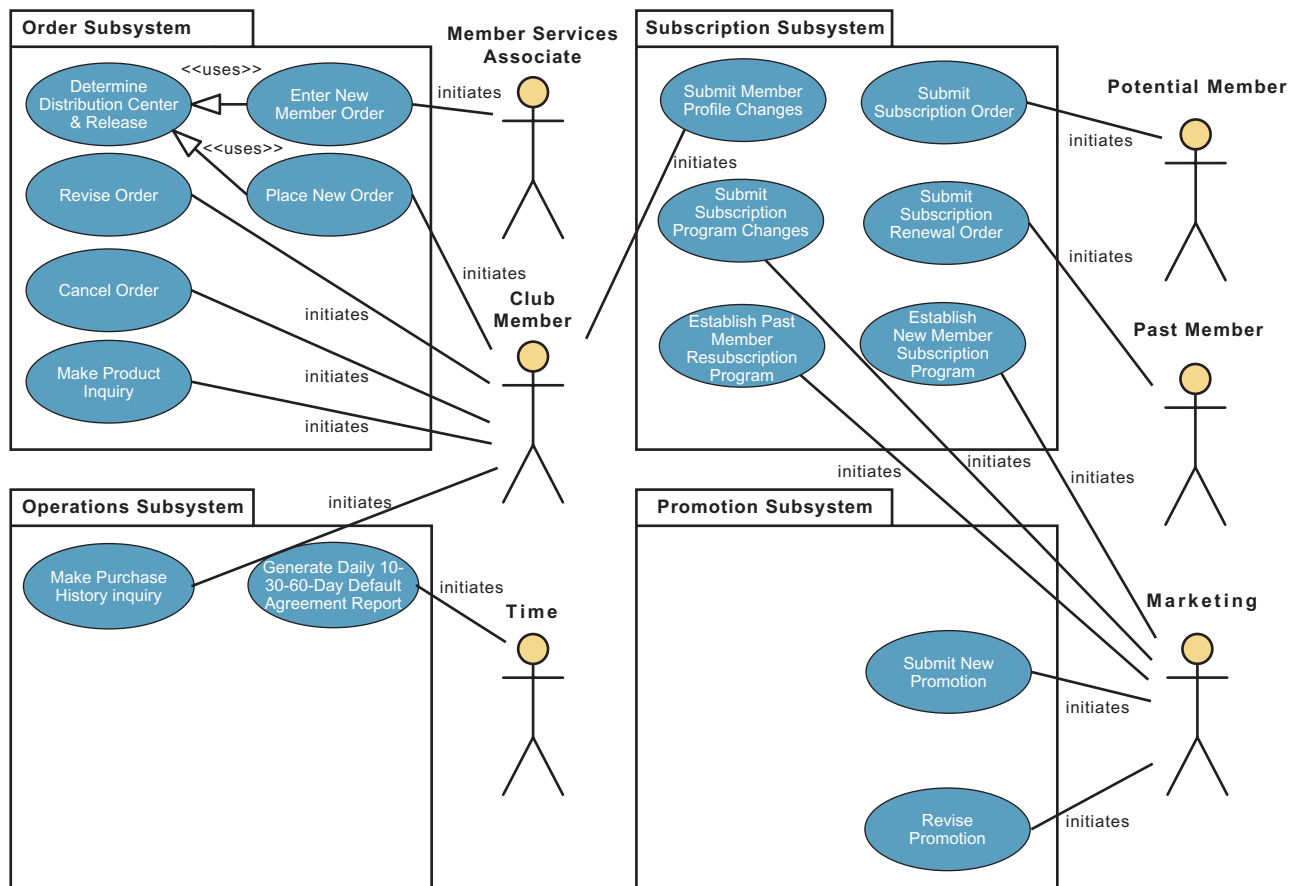 Order Subsystem
<<uses>>
Determine
Distribution Center
& Release
Enter New
Member Order
<<uses>>
Revise Order
Place New Order
Cancel Order
Make Product
Inquiry
Member Services
Associate
initiates
initiates
Club
Member
initiates
initiates
initiates
Subscription Subsystem
Submit Member
Profile Changes
Submit
Subscription Order
initiates
Submit
Subscription
Program Changes
Submit
Subscription
Renewal Order
Establish Past
Member
Resubscription
Program
Establish
New Member
Subscription
Program
Potential Member
initiates
initiates
Past Member
initiates
initiates
initiates
Operations Subsystem
initiates
Make Purchase
History inquiry
Generate Daily 10-
30-60-Day Default
Agreement Report
initiates
Time
Promotion Subsystem
Marketing
Submit New
Promotion
initiates
Revise
Promotion
initiates